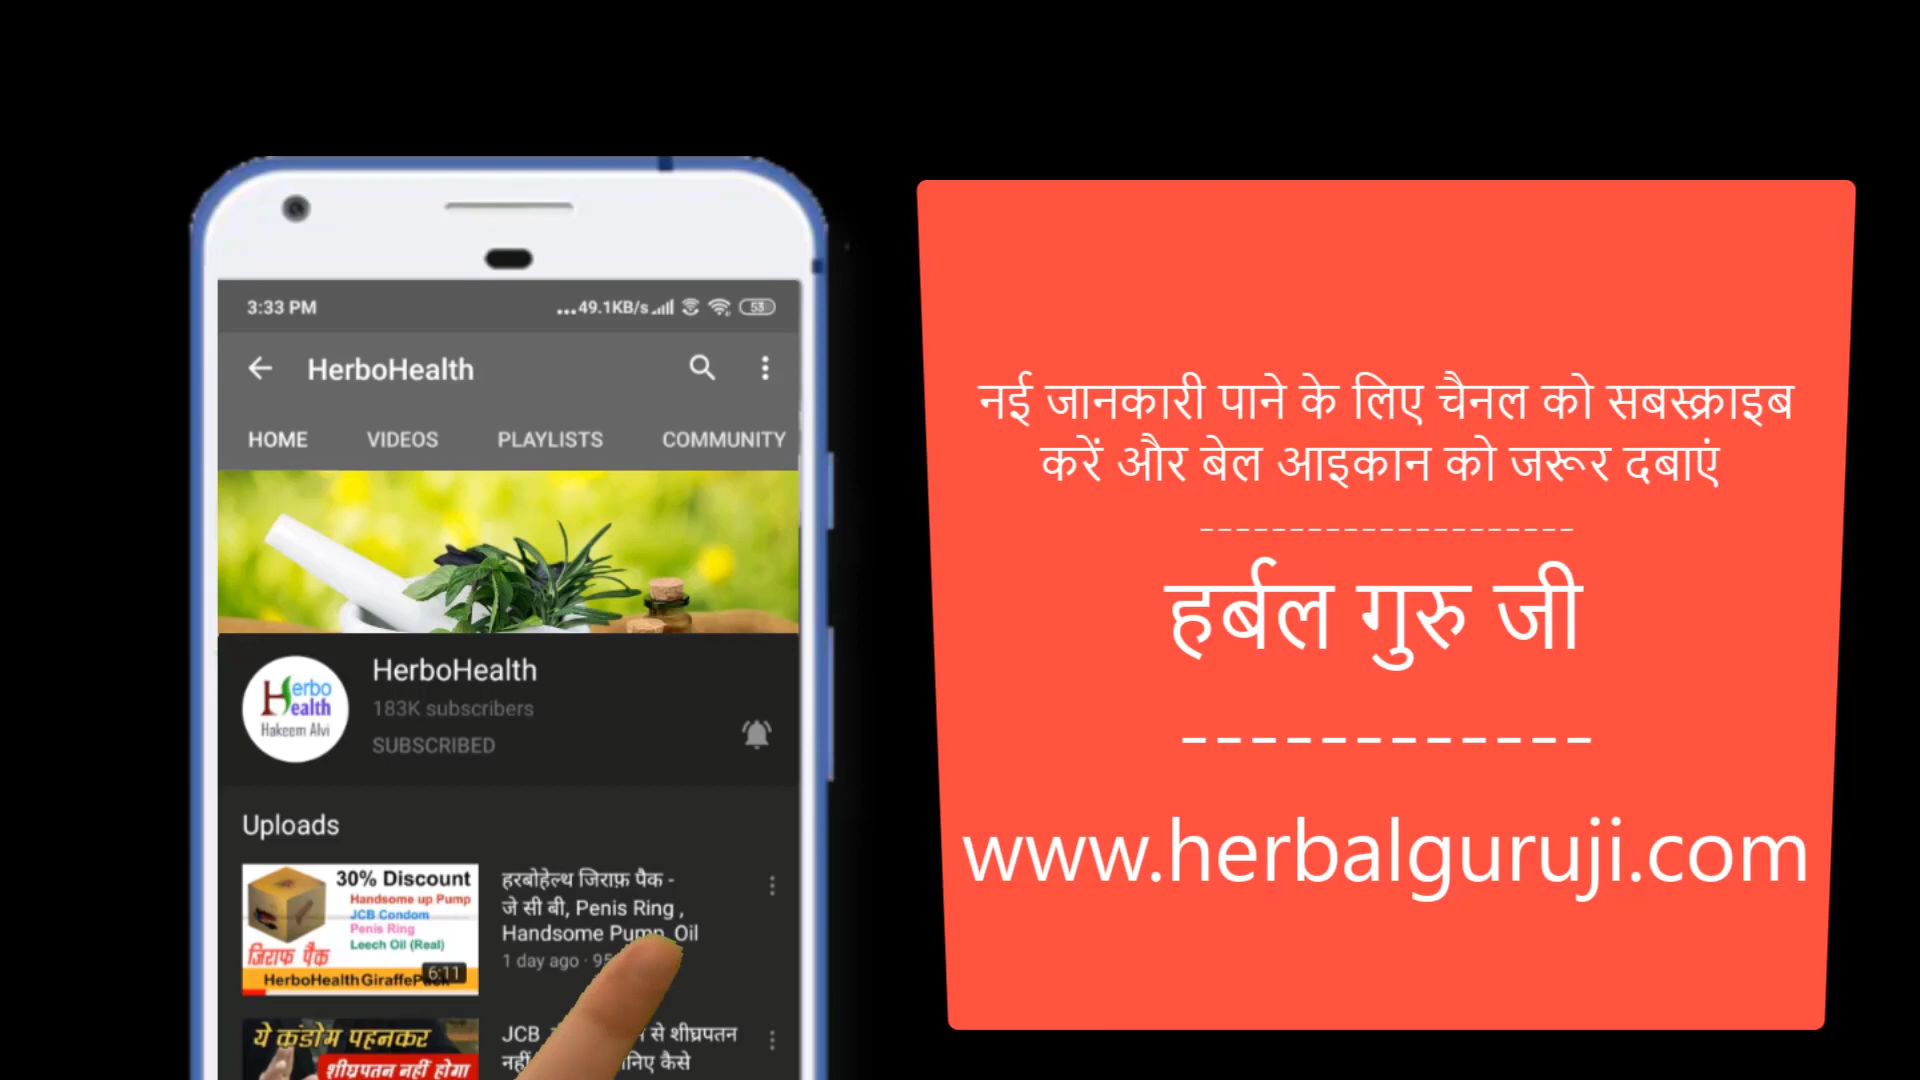 3:33 PM
...49.1KB/s
53
HerboHealth
HOME VIDEOS PLAYLISTS COMMUNITY
Herbo
Health
Hakeem Alvi
HerboHealth
183K subscribers
SUBSCRIBED
Uploads
30% Discount
Handsome up Pump
JCB Condom
Penis Ring
Leech Oil (Real)
जिराफ पैक
6:11
HerboHealth
हरबोहेल्थ जिराफ़ पैक -
जे सी बी, Penis Ring ,
Handsome Pump, Oil
1 day ago
ये कंडोम पहनकर
शीघ्रपतन नहीं होगा
JCB से शीघ्रपतन
नहीं कैसे
नई जानकारी पाने के लिए चैनल को सबस्क्राइब
करें और बेल आइकान को जरूर दबाएं
---------------------
हर्बल गुरु जी
------------
www.herbalguruji.com